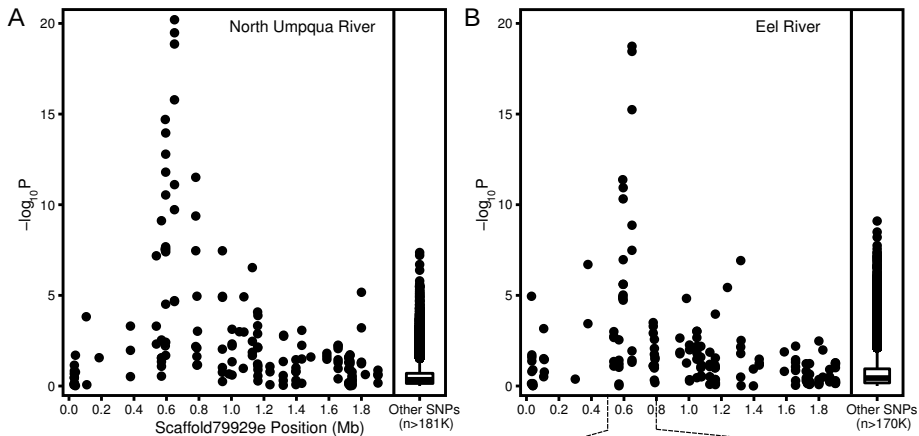 A
North Umpqua River
20
15
10
5
0
−log10P
0.0 0.2 0.4 0.6 0.8 1.0 1.2 1.4 1.6 1.8
Scaffold79929e Position (Mb)
Other SNPs
(n>181K)
B
Eel River
20
15
10
5
0
−log10P
0.0 0.2 0.4 0.6 0.8 1.0 1.2 1.4 1.6 1.8
Other SNPs
(n>170K)